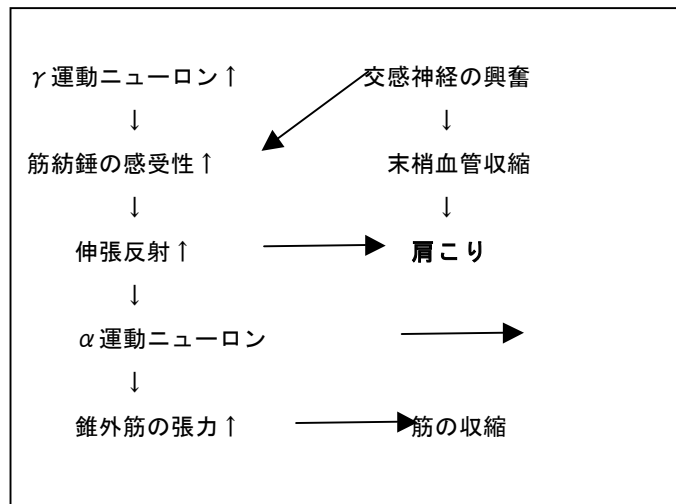 γ運動ニューロン↑ 交感神経の興奮
↓ ↓
筋紡錘の感受性↑ 末梢血管収縮
↓ ↓
伸張反射↑ 肩こり
↓
α運動ニューロン
↓
錐外筋の張力↑ 筋の収縮